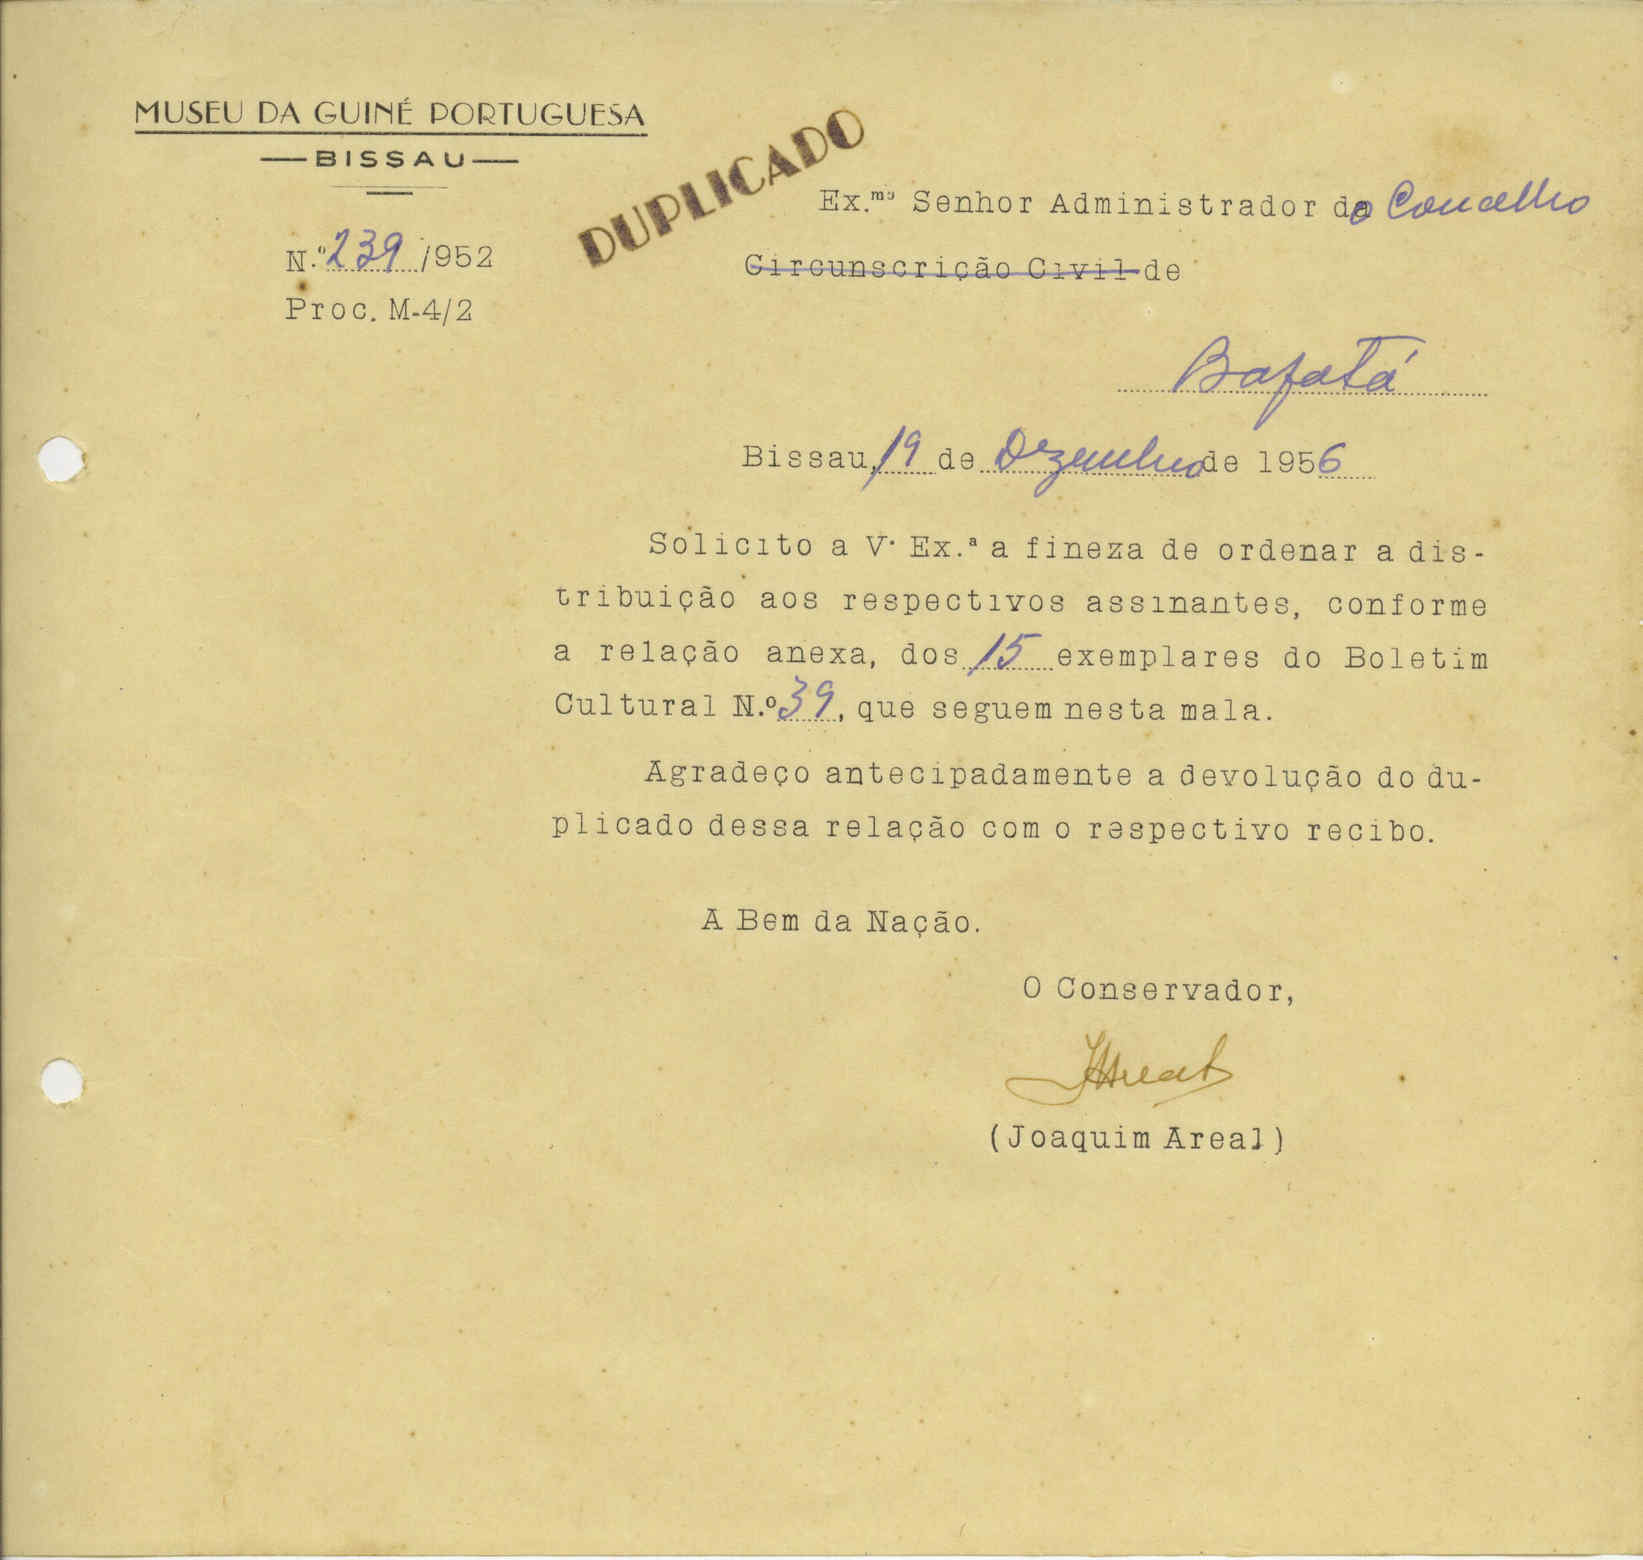 MUSEU DA GUINÉ PORTUGUESA
BISSAU
DUPLICADO
N.º 239 /952
Proc. M-4/2
Ex.mo Senhor Administrador do Concelho
Circunscrição Civil de
Bafatá
Bissau, 19 de Dezembro de 1956
Solicito a V. Ex.ª a fineza de ordenar a dis-
tribuição aos respectivos assinantes, conforme
a relação anexa, dos 15 exemplares do Boletim
Cultural N.º 39, que seguem nesta mala.
Agradeço antecipadamente a devolução do du-
plicado dessa relação com o respectivo recibo.
A Bem da Nação.
O Conservador,
JAreal
(Joaquim Areal)